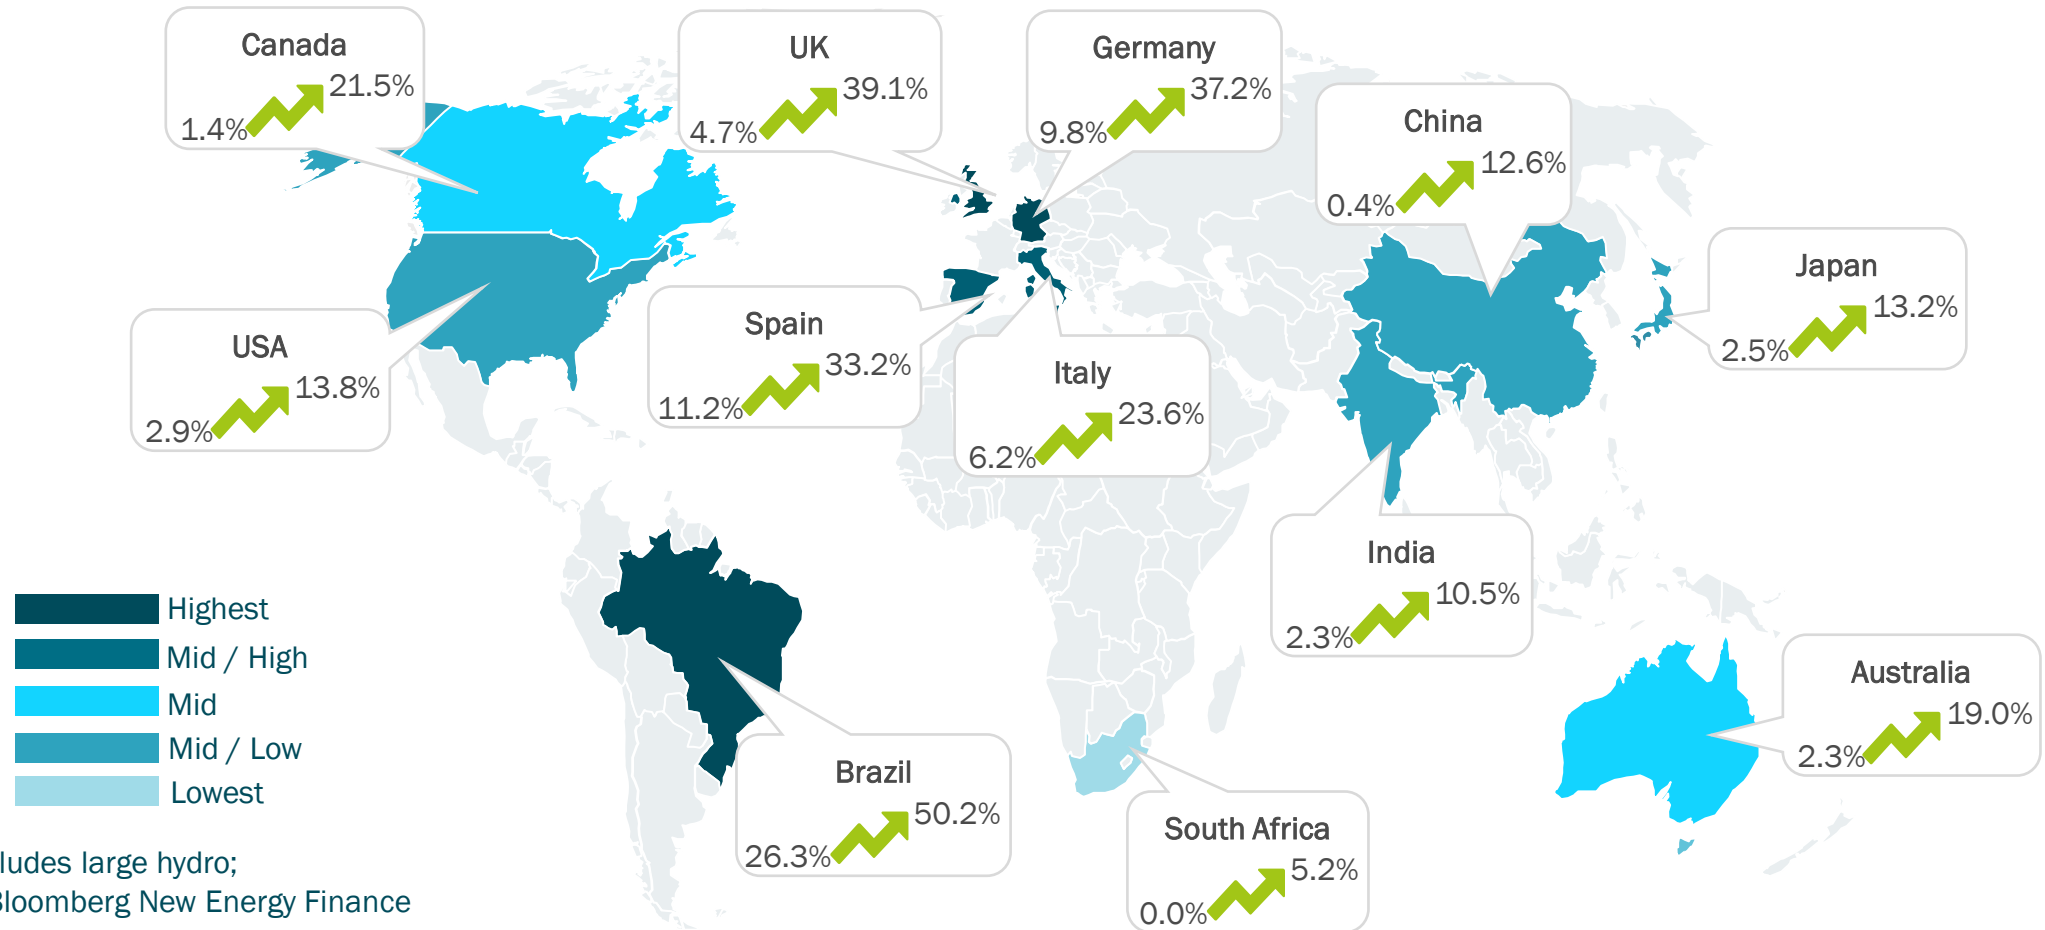 Canada
21.5%
1.4%
UK
39.1%
4.7%
Germany
37.2%
9.8%
China
12.6%
0.4%
Japan
13.2%
2.5%
USA
13.8%
2.9%
Spain
33.2%
11.2%
Italy
23.6%
6.2%
India
10.5%
2.3%
Australia
19.0%
2.3%
Brazil
50.2%
26.3%
South Africa
5.2%
0.0%
Highest
Mid / High
Mid
Mid / Low
Lowest
large hydro;
Bloomberg New Energy Finance